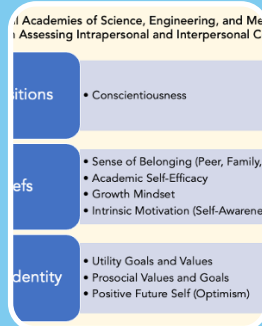 l Academies of Science, Engineering, and Me
Assessing Intrapersonal and Interpersonal C
itions
• Conscientiousness
efs
• Sense of Belonging (Peer, Family,
• Academic Self-Efficacy
• Growth Mindset
• Intrinsic Motivation (Self-Awarene
dentity
• Utility Goals and Values
• Prosocial Values and Goals
• Positive Future Self (Optimism)